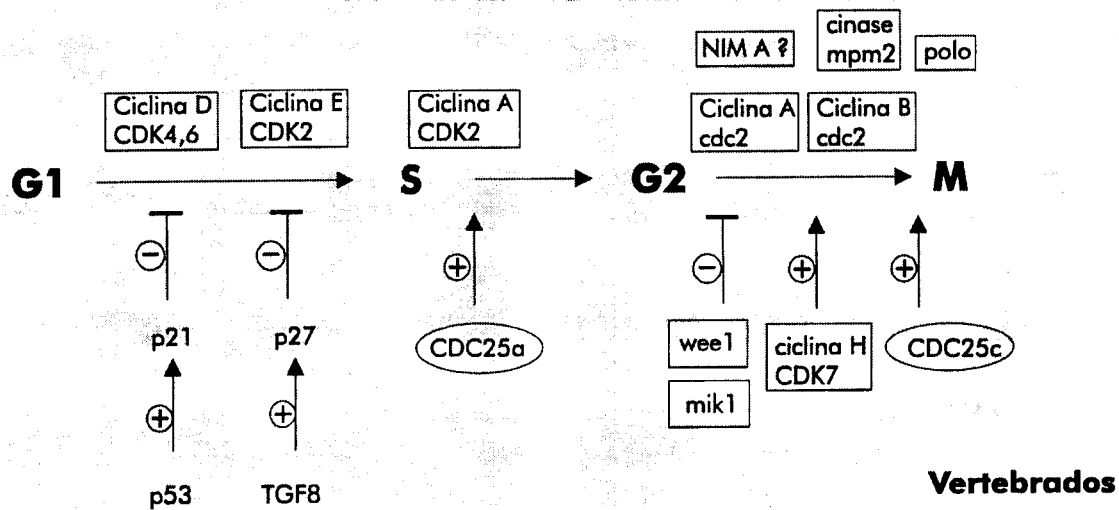 NIM A ?
cinase
mpm2
polo
Ciclina D
CDK4,6
Ciclina E
CDK2
Ciclina A
CDK2
Ciclina A
cdc2
Ciclina B
cdc2
G1
S
G2
M
−
−
+
−
+
+
p21
p27
CDC25a
wee1
mik1
ciclina H
CDK7
CDC25c
+
+
p53
TGF8
Vertebrados